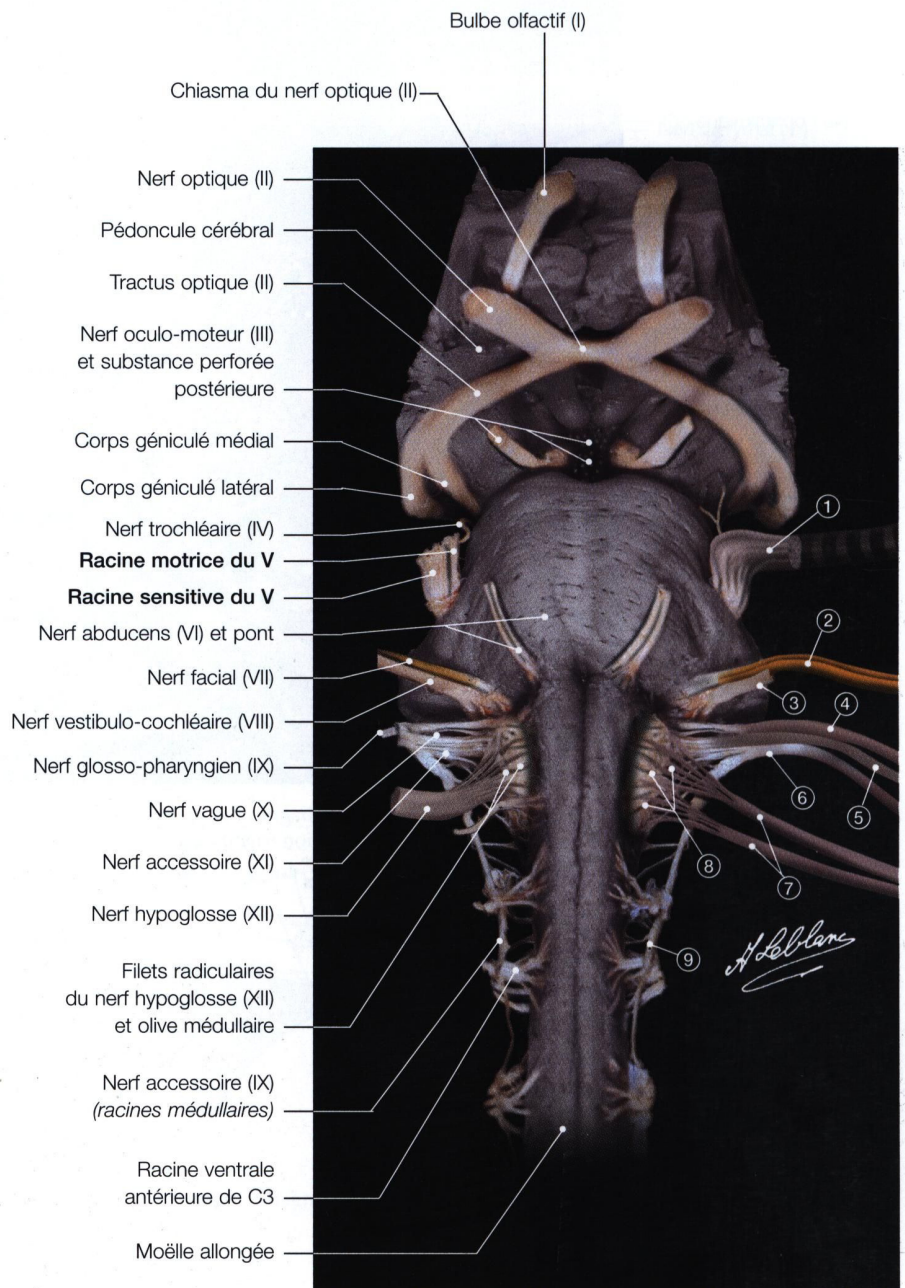 Bulbe olfactif (I)
Chiasma du nerf optique (II)
Nerf optique (II)
Pédoncule cérébral
Tractus optique (II)
Nerf oculo-moteur (III)
et substance perforée
postérieure
Corps géniculé médial
Corps géniculé latéral
Nerf trochléaire (IV)
Racine motrice du V
Racine sensitive du V
Nerf abducens (VI) et pont
Nerf facial (VII)
Nerf vestibulo-cochléaire (VIII)
Nerf glosso-pharyngien (IX)
Nerf vague (X)
Nerf accessoire (XI)
Nerf hypoglosse (XII)
Filets radiculaires
du nerf hypoglosse (XII)
et olive médullaire
Nerf accessoire (IX)
(racines médullaires)
Racine ventrale
antérieure de C3
Moëlle allongée
1
2
3
4
5
6
7
8
9
A Leblanc